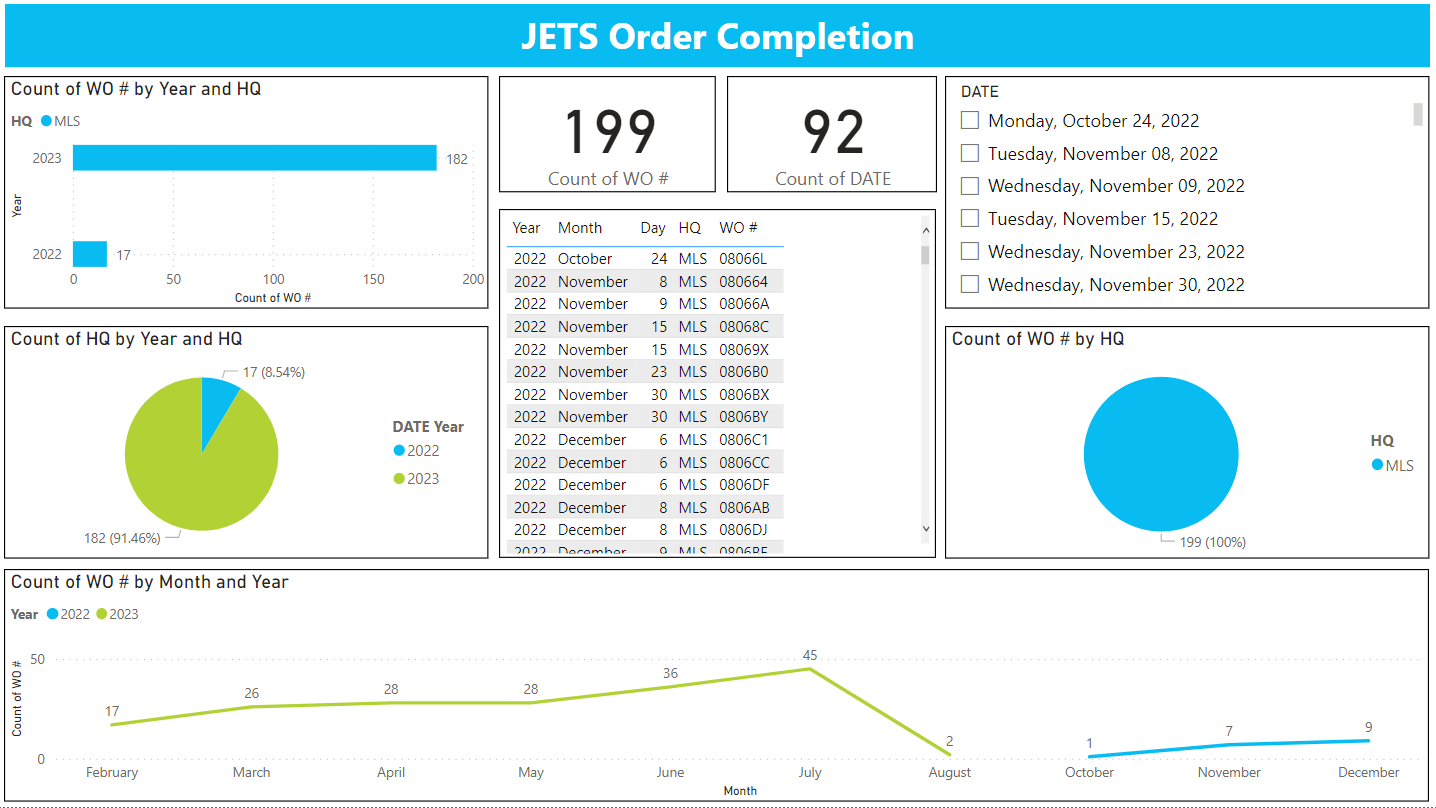 JETS Order Completion
Count of WO # by Year and HQ
HQ MLS
2023 182
Year
2022 17
0 50 100 150 200
Count of WO #
199
Count of WO #
92
Count of DATE
DATE
Monday, October 24, 2022
Tuesday, November 08, 2022
Wednesday, November 09, 2022
Tuesday, November 15, 2022
Wednesday, November 23, 2022
Wednesday, November 30, 2022
Count of HQ by Year and HQ
17 (8.54%)
182 (91.46%)
DATE Year
2022
2023
Year Month Day HQ WO #
2022 October 24 MLS 08066L
2022 November 8 MLS 080664
2022 November 9 MLS 08066A
2022 November 15 MLS 08068C
2022 November 15 MLS 08069X
2022 November 23 MLS 0806B0
2022 November 30 MLS 0806BX
2022 November 30 MLS 0806BY
2022 December 6 MLS 0806C1
2022 December 6 MLS 0806CC
2022 December 6 MLS 0806DF
2022 December 8 MLS 0806AB
2022 December 8 MLS 0806DJ
2022 December 9 MLS
Count of WO # by HQ
HQ
MLS
199 (100%)
Count of WO # by Month and Year
Year 2022 2023
Count of WO #
50
0
17 26 28 28 36 45 2 1 7 9
February March April May June July August October November December
Month